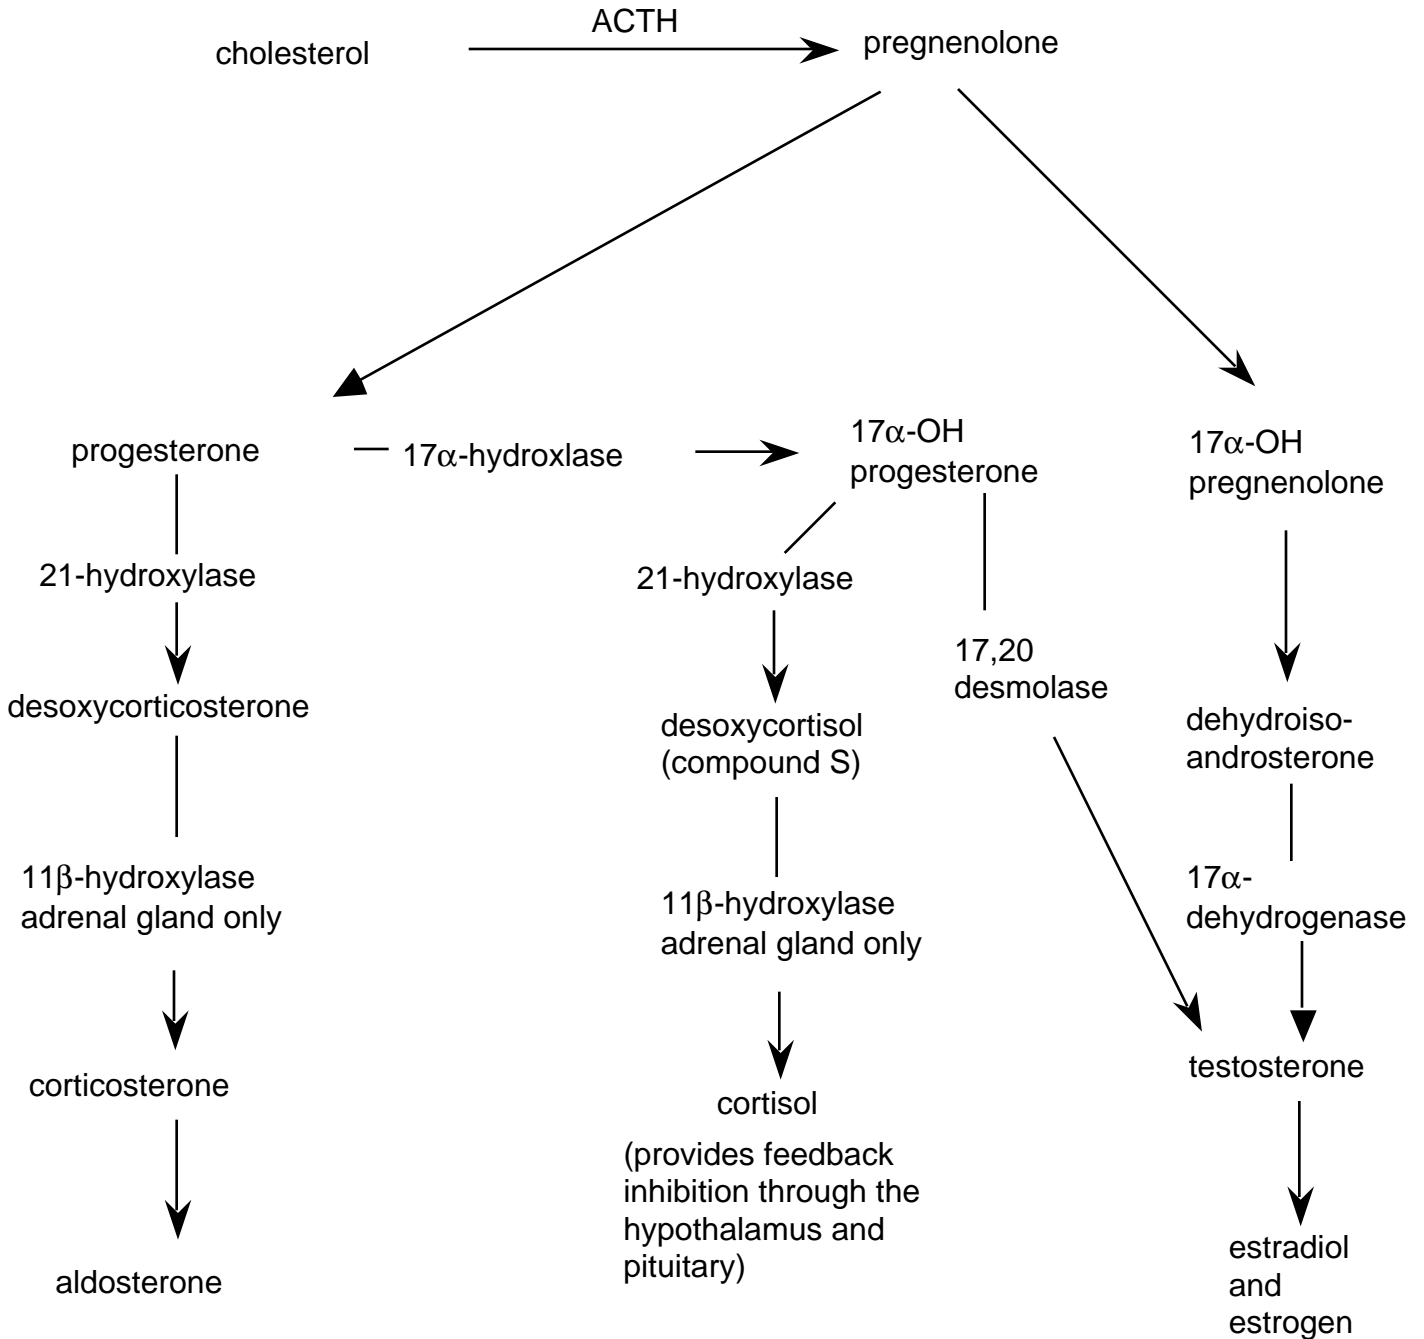 ACTH
cholesterol
pregnenolone
progesterone
17α-hydroxlase
17α-OH
progesterone
17α-OH
pregnenolone
21-hydroxylase
21-hydroxylase
17,20
desmolase
desoxycorticosterone
desoxycortisol
(compound S)
dehydroiso-
androsterone
11β-hydroxylase
adrenal gland only
11β-hydroxylase
adrenal gland only
17α-
dehydrogenase
corticosterone
cortisol
(provides feedback
inhibition through the
hypothalamus and
pituitary)
testosterone
aldosterone
estradiol
and
estrogen